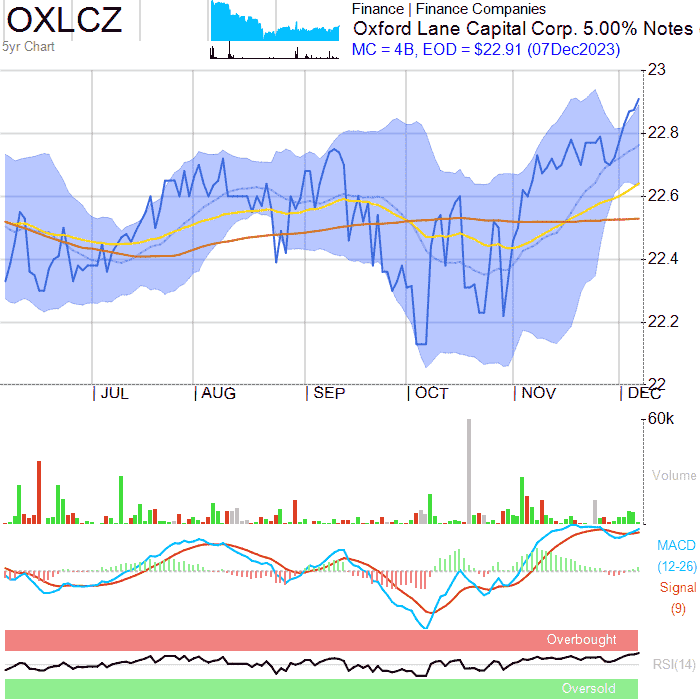 OXLCZ
5yr Chart
Finance | Finance Companies
Oxford Lane Capital Corp. 5.00% Notes
MC = 4B, EOD = $22.91 (07Dec2023)
23
22.8
22.6
22.4
22.2
22
JUL AUG SEP OCT NOV DEC
60k
Volume
MACD
(12-26)
Signal
(9)
Overbought
RSI(14)
Oversold